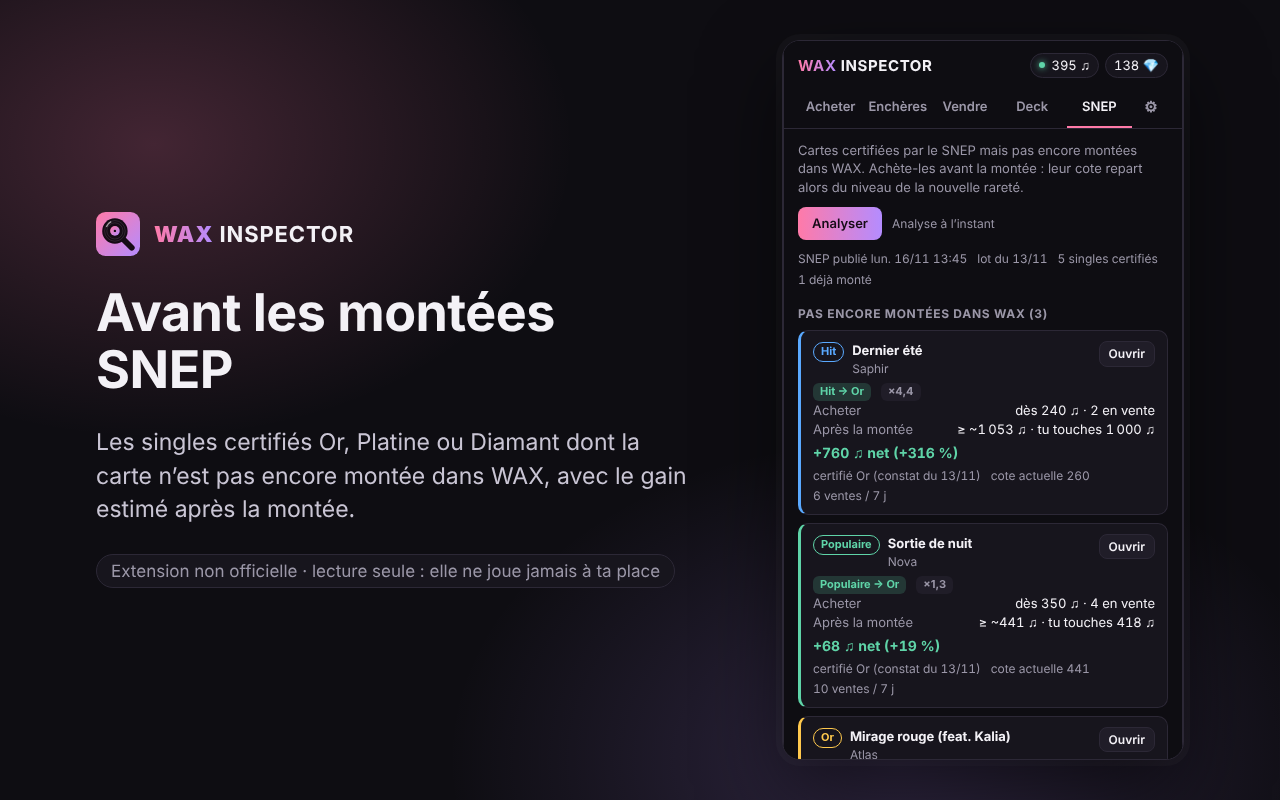 WAX INSPECTOR
Avant les montées
SNEP
Les singles certifiés Or, Platine ou Diamant dont la
carte n’est pas encore montée dans WAX, avec le gain
estimé après la montée.
Extension non officielle · lecture seule : elle ne joue jamais à ta place
WAX INSPECTOR
395 ♫
138 💎
Acheter Enchères Vendre Deck SNEP ⚙
Cartes certifiées par le SNEP mais pas encore montées
dans WAX. Achète-les avant la montée : leur cote repart
alors du niveau de la nouvelle rareté.
Analyser Analyse à l’instant
SNEP publié lun. 16/11 13:45 lot du 13/11 5 singles certifiés
1 déjà monté
PAS ENCORE MONTÉES DANS WAX (3)
Hit Dernier été Ouvrir
Saphir
Hit → Or ×4,4
Acheter dès 240 ♫ · 2 en vente
Après la montée ≥ ~1 053 ♫ · tu touches 1 000 ♫
+760 ♫ net (+316 %)
certifié Or (constat du 13/11) cote actuelle 260
6 ventes / 7 j
Populaire Sortie de nuit Ouvrir
Nova
Populaire → Or ×1,3
Acheter dès 350 ♫ · 4 en vente
Après la montée ≥ ~441 ♫ · tu touches 418 ♫
+68 ♫ net (+19 %)
certifié Or (constat du 13/11) cote actuelle 441
10 ventes / 7 j
Or Mirage rouge (feat. Kalia) Ouvrir
Atlas